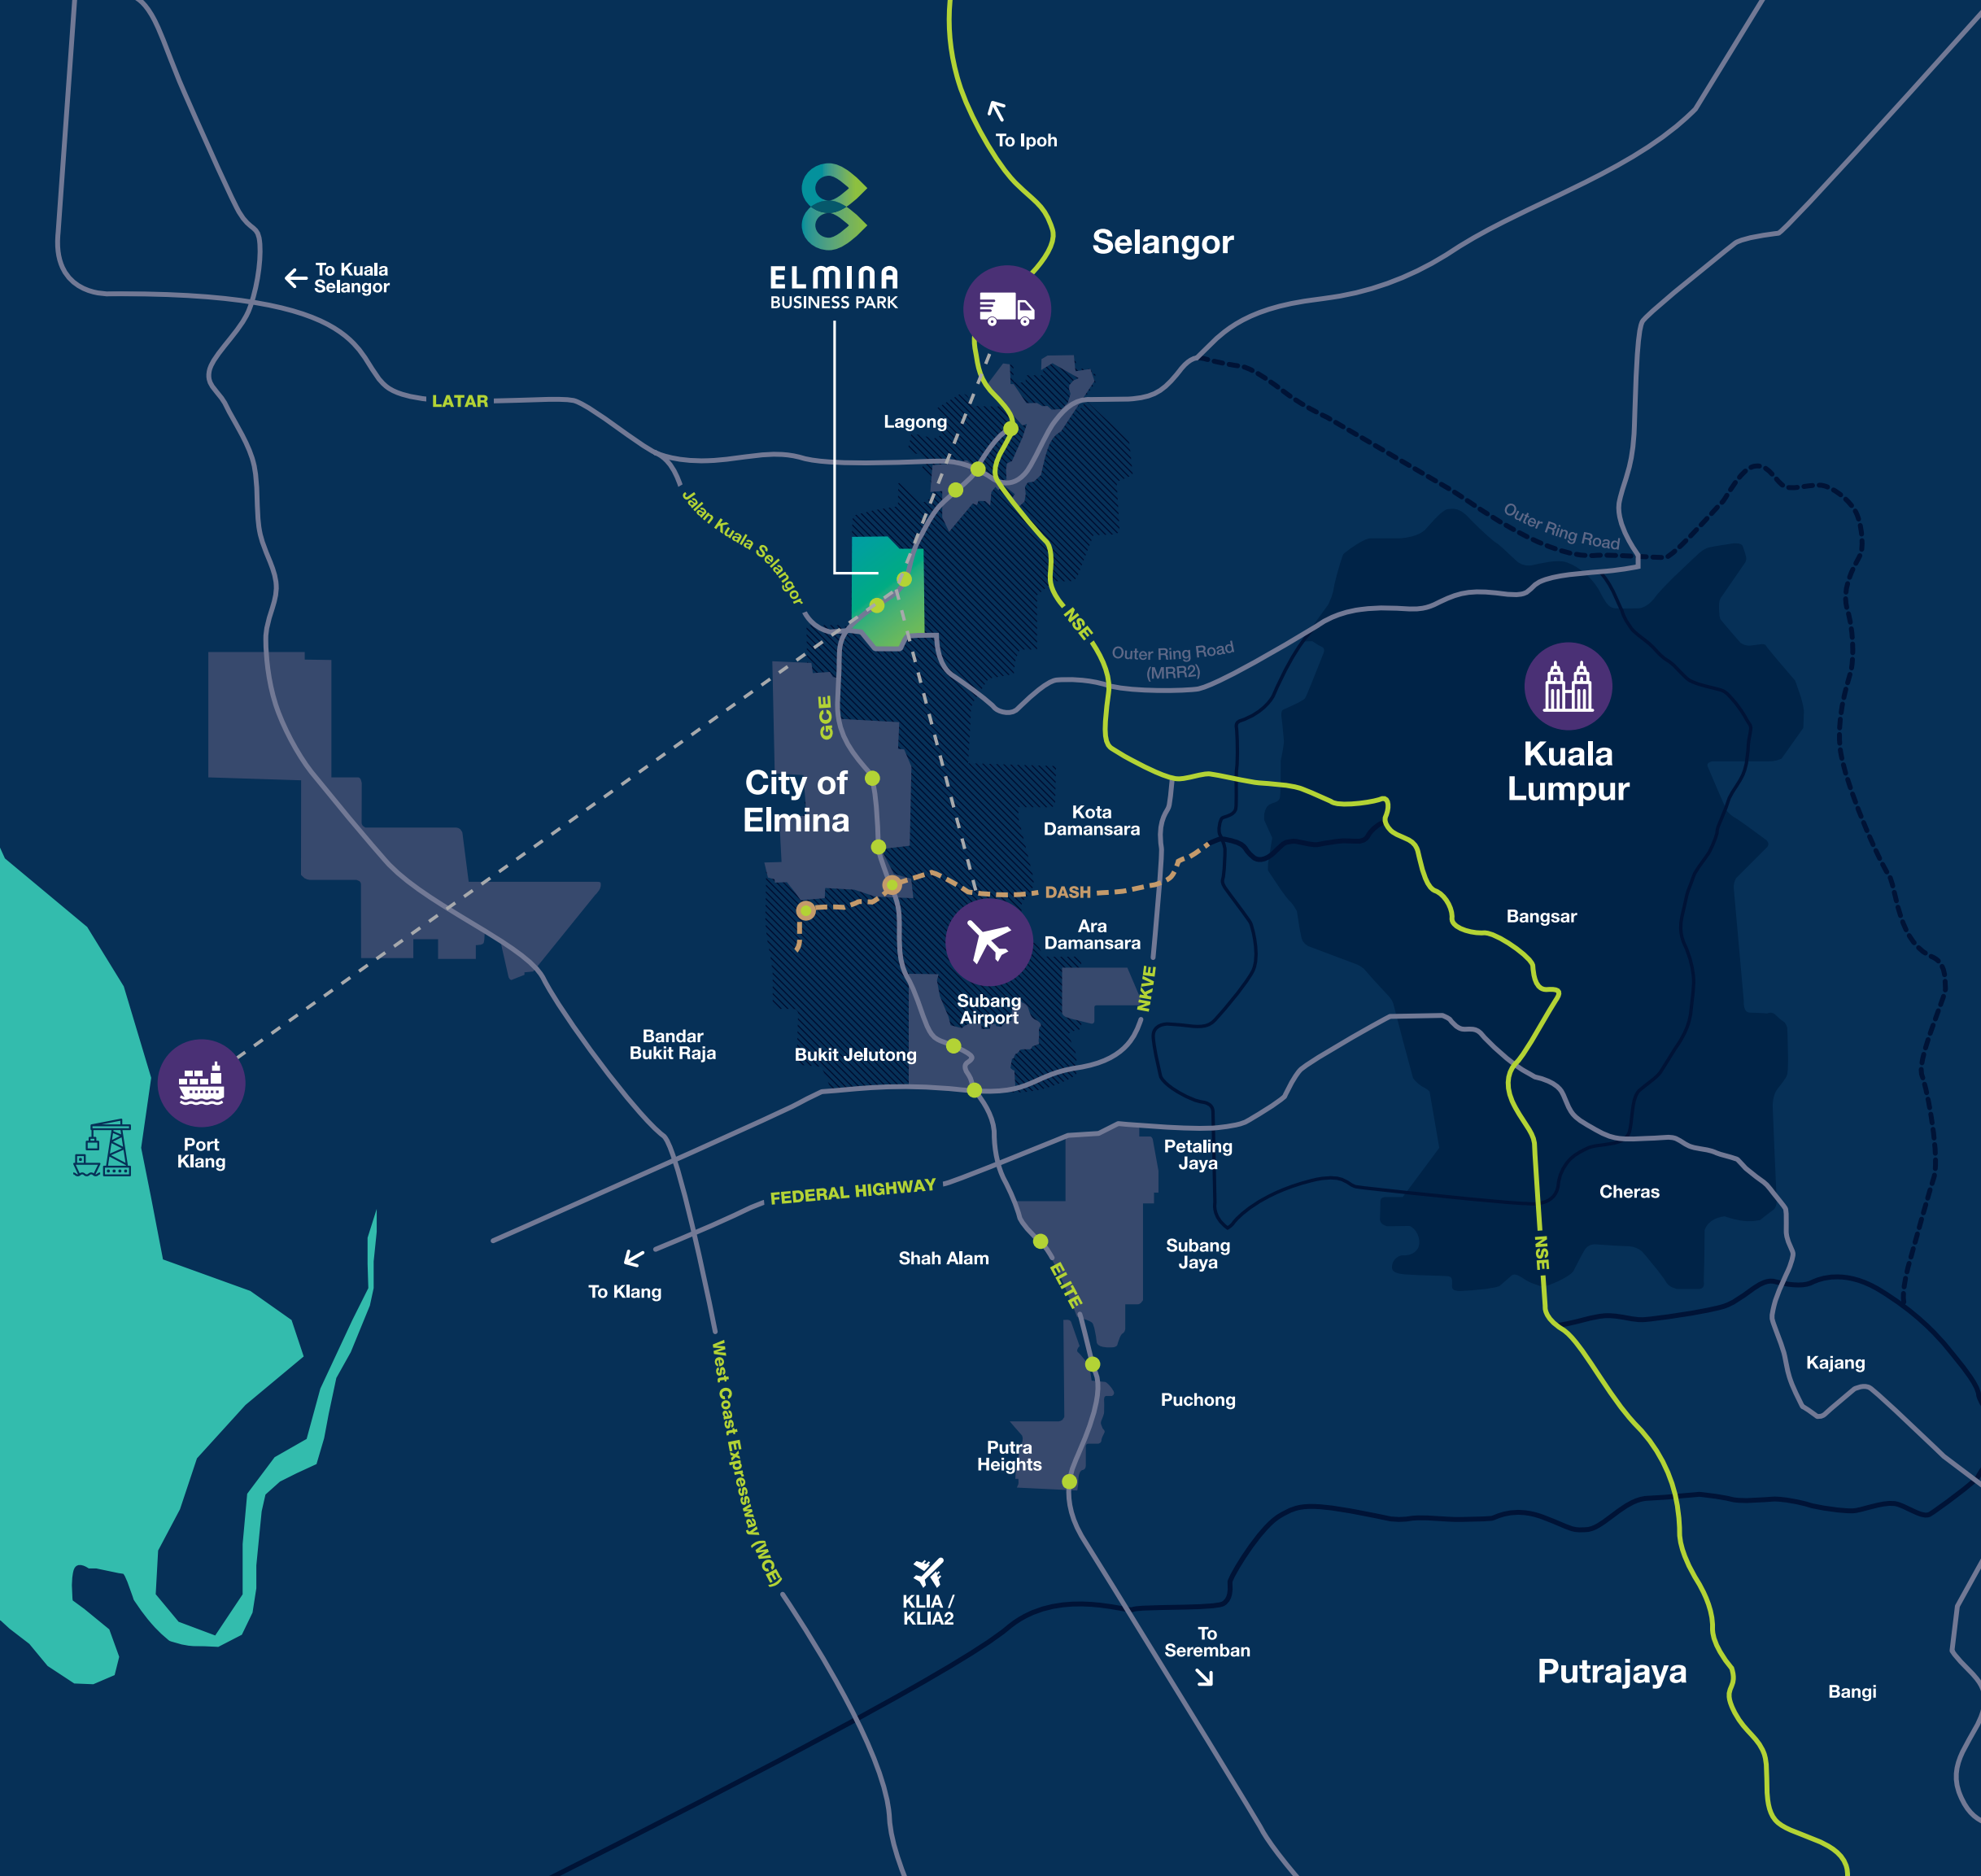 To Ipoh
Selangor
ELMINA
BUSINESS PARK
To Kuala
Selangor
LATAR
Lagong
Jalan Kuala Selangor
Outer Ring Road
NSE
Outer Ring Road
(MRR2)
GCE
Kuala
Lumpur
City of
Elmina
Kota
Damansara
DASH
Bangsar
Ara
Damansara
NKVE
Subang
Airport
Bandar
Bukit Raja
Bukit Jelutong
Port
Klang
Petaling
Jaya
FEDERAL HIGHWAY
Cheras
Shah Alam
Subang
Jaya
NSE
To Klang
ELITE
West Coast Expressway (WCE)
Kajang
Puchong
Putra
Heights
KLIA /
KLIA2
To
Seremban
Putrajaya
Bangi